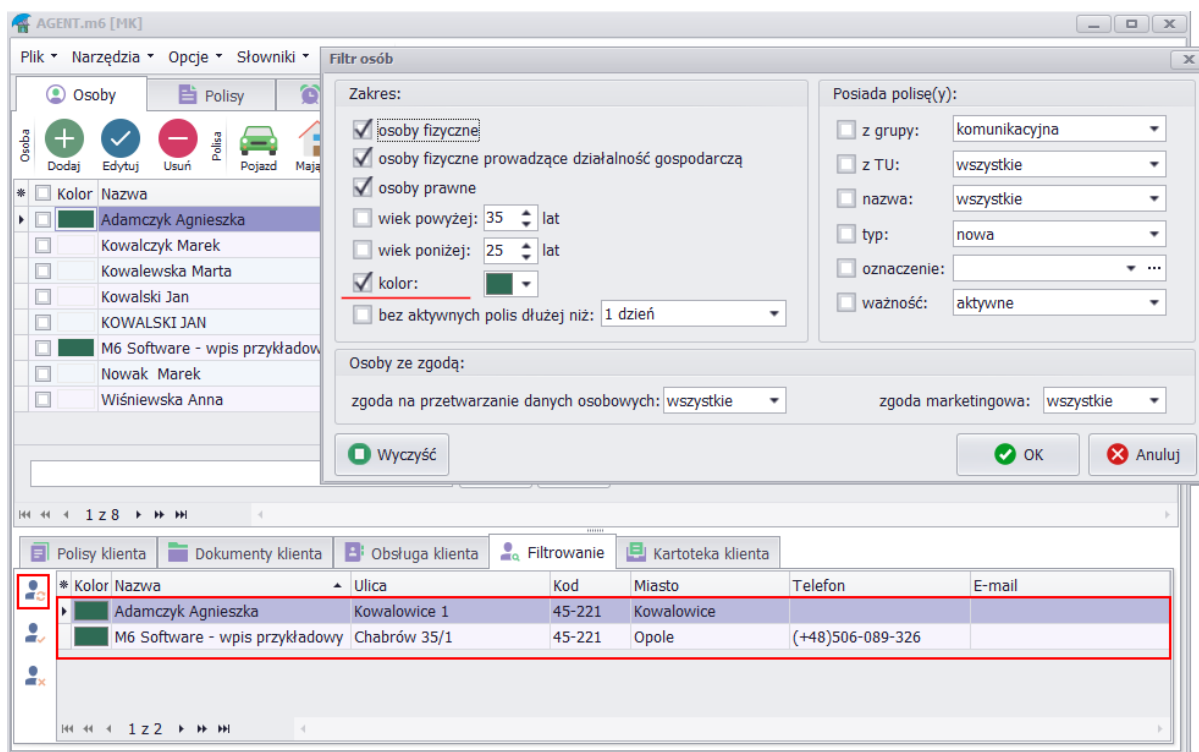 AGENT.m6 [MK]
Plik Narzędzia Opcje Słowniki
Osoby Polisy
Osoba Dodaj Edytuj Usuń Polisa Pojazd
Kolor Nazwa
Adamczyk Agnieszka
Kowalczyk Marek
Kowalewska Marta
Kowalski Jan
KOWALSKI JAN
M6 Software - wpis przykładow
Nowak Marek
Wiśniewska Anna
1 z 8
Filtr osób
Zakres:
osoby fizyczne
osoby fizyczne prowadzące działalność gospodarczą
osoby prawne
wiek powyżej: 35 lat
wiek poniżej: 25 lat
kolor:
bez aktywnych polis dłużej niż: 1 dzień
Posiada polisę(y):
z grupy: komunikacyjna
z TU: wszystkie
nazwa: wszystkie
typ: nowa
oznaczenie: ...
ważność: aktywne
Osoby ze zgodą:
zgoda na przetwarzanie danych osobowych: wszystkie zgoda marketingowa: wszystkie
Wyczyść OK Anuluj
Polisy klienta Dokumenty klienta Obsługa klienta Filtrowanie Kartoteka klienta
Kolor Nazwa Ulica Kod Miasto Telefon E-mail
Adamczyk Agnieszka Kowalowice 1 45-221 Kowalowice
M6 Software - wpis przykładowy Chabrów 35/1 45-221 Opole (+48)506-089-326
1 z 2